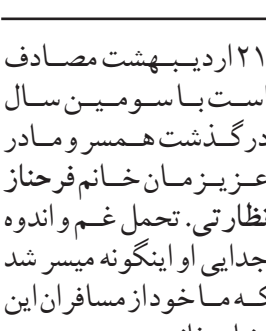 ۲۱ اردیبهشت مصادف
است با سومین سال
درگذشت همسر و مادر
عزیزمان خانم فرحناز
نظارتی. تحمل غم و اندوه
جدایی او اینگونه میسر شد
که ما خود از مسافران این